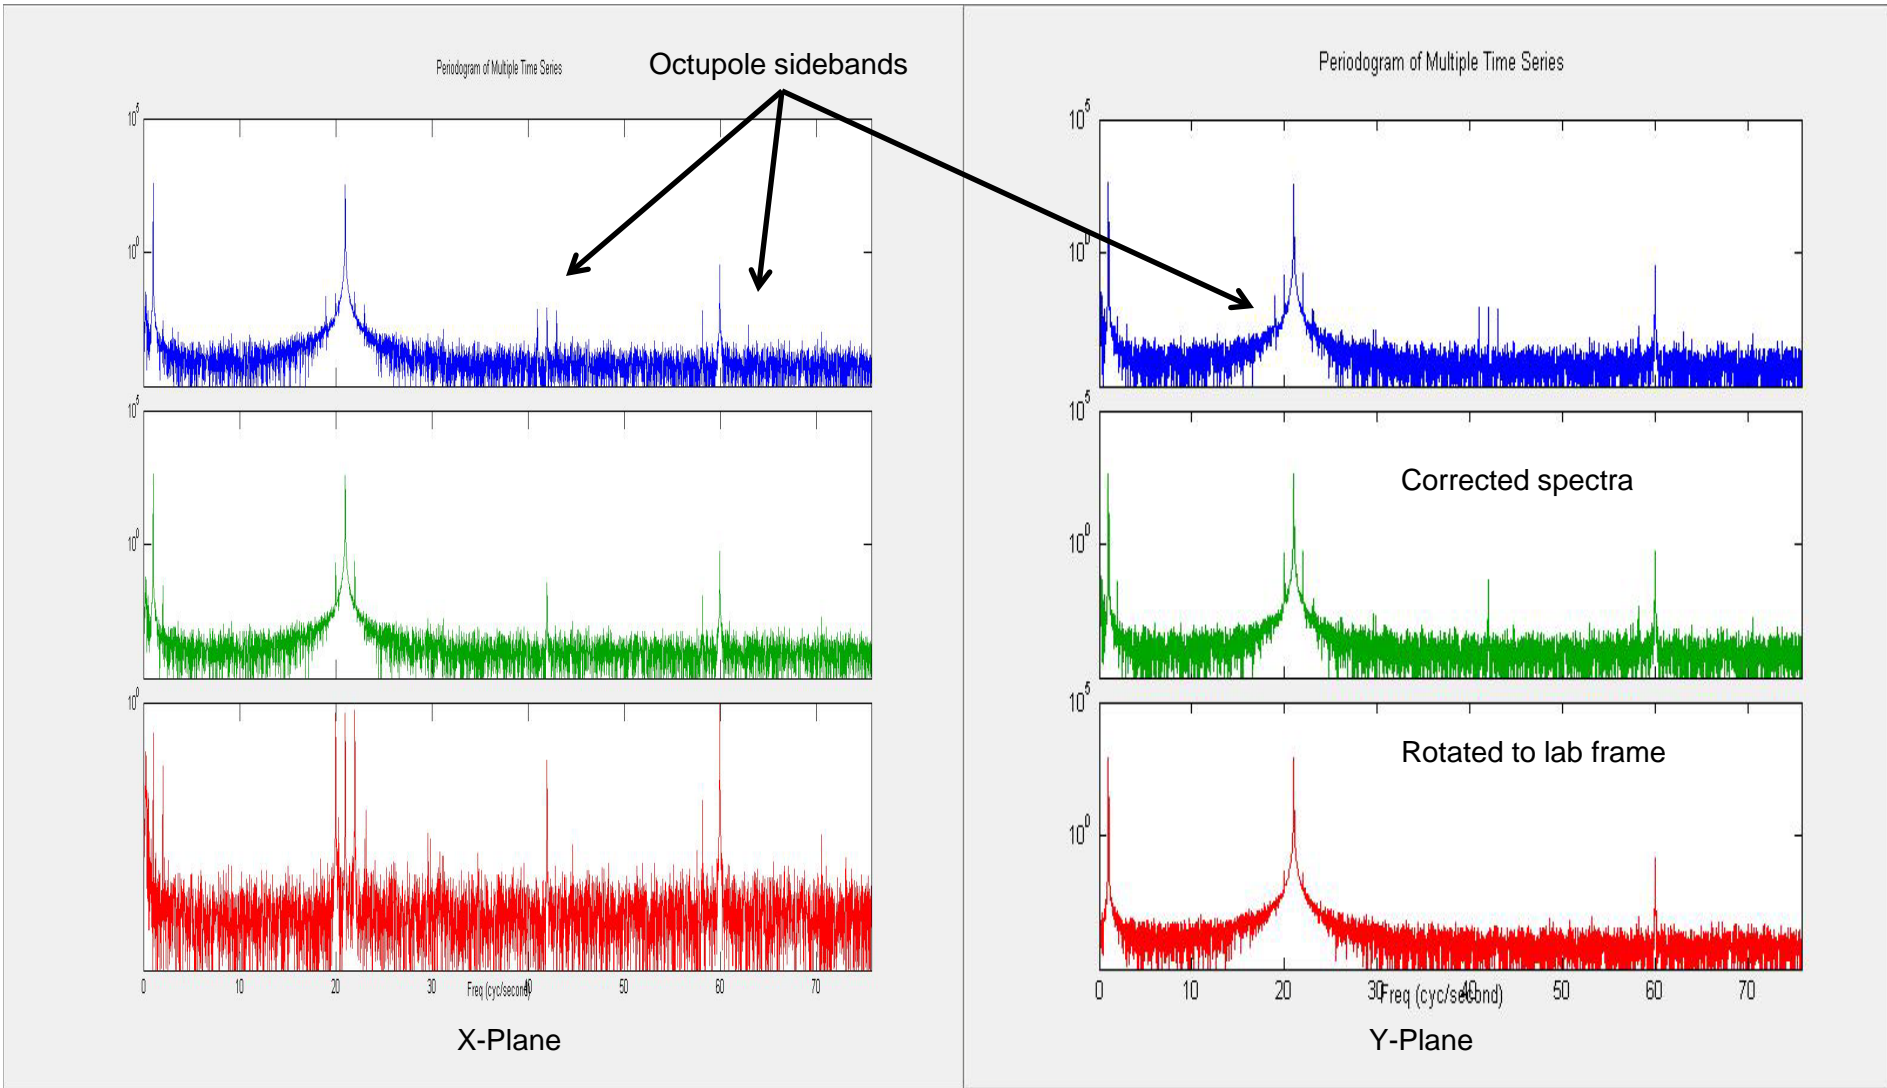 Periodogram of Multiple Time Series
Octupole sidebands
Periodogram of Multiple Time Series
10^5
10^0
10^5
10^0
10^0
0 10 20 30 40 50 60 70
Freq (cyc/second)
X-Plane
10^5
10^0
10^5
Corrected spectra
10^0
10^5
Rotated to lab frame
10^0
0 10 20 30 40 50 60 70
Freq (cyc/second)
Y-Plane